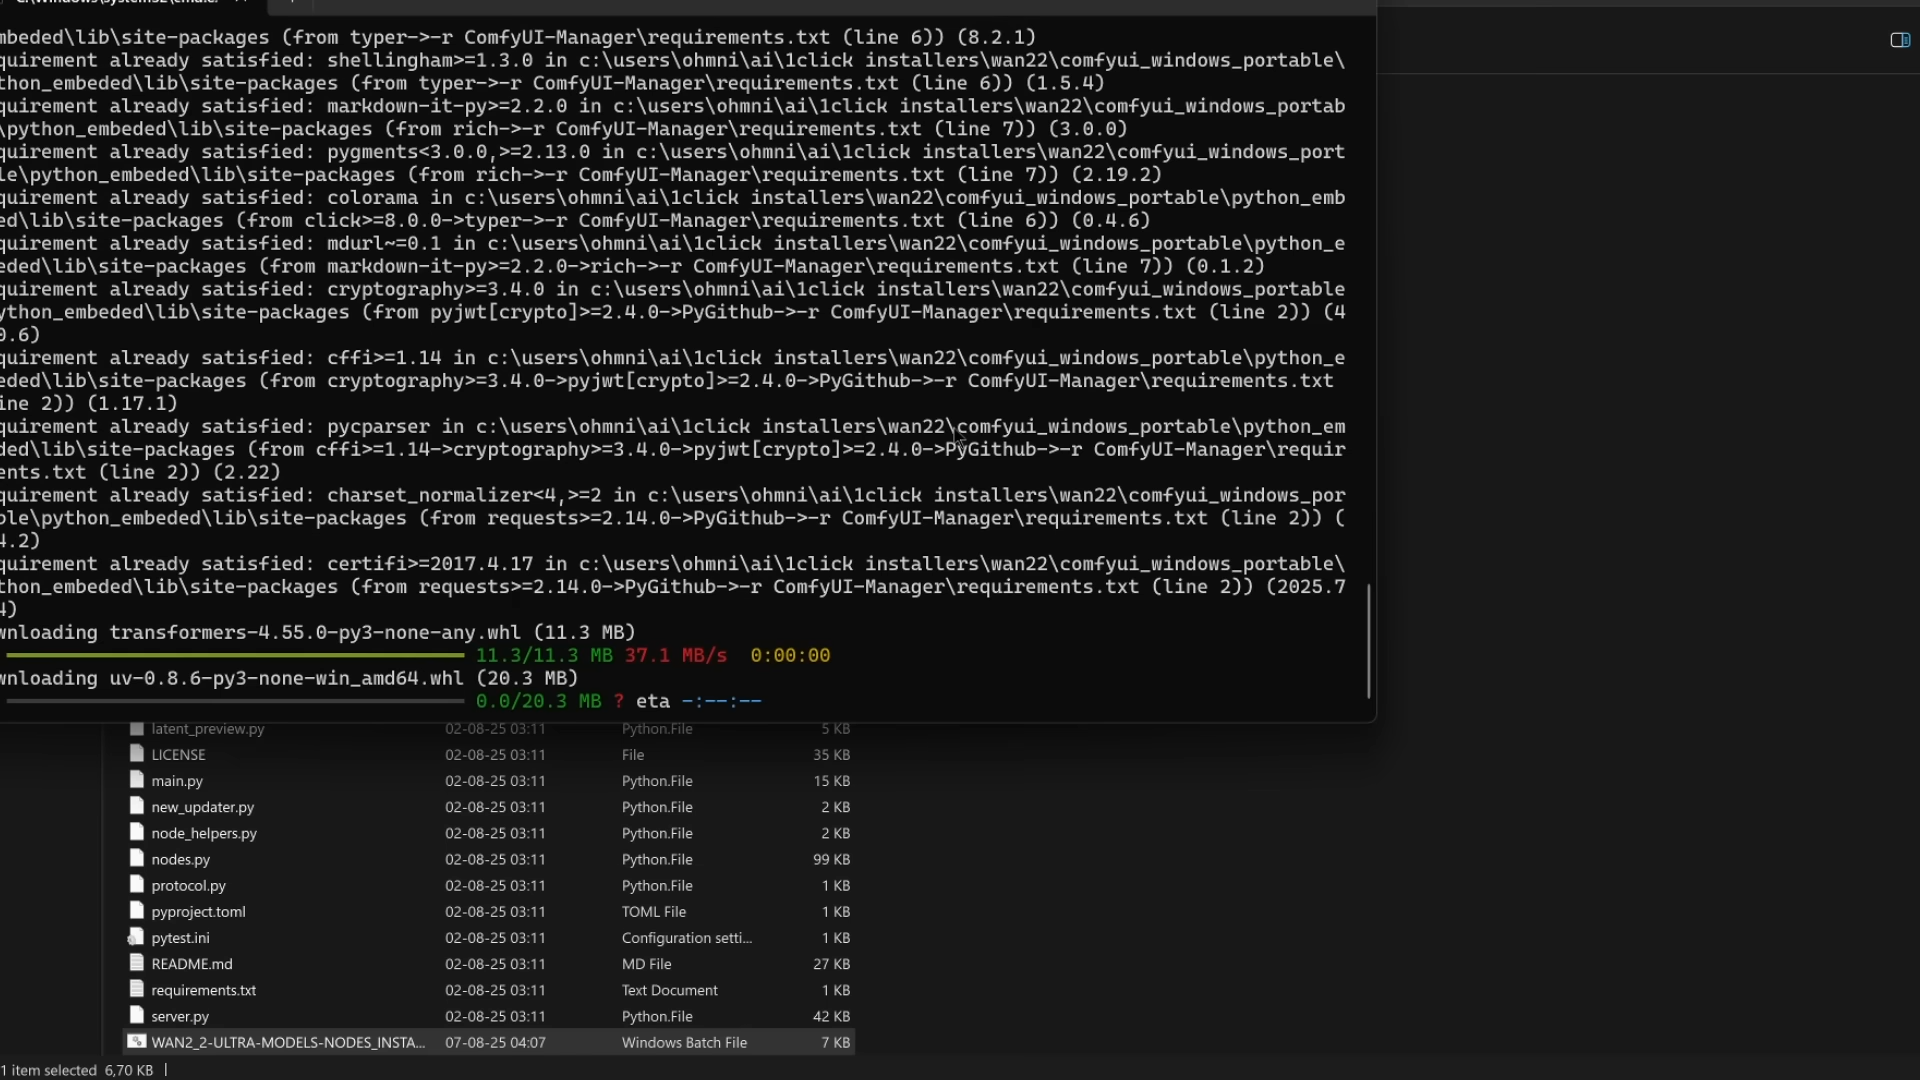 mbeded\lib\site-packages (from typer->-r ComfyUI-Manager\requirements.txt (line 6)) (8.2.1)
quirement already satisfied: shellingham>=1.3.0 in c:\users\ohmni\ai\1click installers\wan22\comfyui_windows_portable\
thon_embeded\lib\site-packages (from typer->-r ComfyUI-Manager\requirements.txt (line 6)) (1.5.4)
quirement already satisfied: markdown-it-py>=2.2.0 in c:\users\ohmni\ai\1click installers\wan22\comfyui_windows_portab
\python_embeded\lib\site-packages (from rich->-r ComfyUI-Manager\requirements.txt (line 7)) (3.0.0)
quirement already satisfied: pygments<3.0.0,>=2.13.0 in c:\users\ohmni\ai\1click installers\wan22\comfyui_windows_port
le\python_embeded\lib\site-packages (from rich->-r ComfyUI-Manager\requirements.txt (line 7)) (2.19.2)
quirement already satisfied: colorama in c:\users\ohmni\ai\1click installers\wan22\comfyui_windows_portable\python_emb
ed\lib\site-packages (from click>=8.0.0->typer->-r ComfyUI-Manager\requirements.txt (line 6)) (0.4.6)
quirement already satisfied: mdurl~=0.1 in c:\users\ohmni\ai\1click installers\wan22\comfyui_windows_portable\python_e
eded\lib\site-packages (from markdown-it-py>=2.2.0->rich->-r ComfyUI-Manager\requirements.txt (line 7)) (0.1.2)
quirement already satisfied: cryptography>=3.4.0 in c:\users\ohmni\ai\1click installers\wan22\comfyui_windows_portable
ython_embeded\lib\site-packages (from pyjwt[crypto]>=2.4.0->PyGithub->-r ComfyUI-Manager\requirements.txt (line 2)) (4
0.6)
quirement already satisfied: cffi>=1.14 in c:\users\ohmni\ai\1click installers\wan22\comfyui_windows_portable\python_e
eded\lib\site-packages (from cryptography>=3.4.0->pyjwt[crypto]>=2.4.0->PyGithub->-r ComfyUI-Manager\requirements.txt
ine 2)) (1.17.1)
quirement already satisfied: pycparser in c:\users\ohmni\ai\1click installers\wan22\comfyui_windows_portable\python_em
ded\lib\site-packages (from cffi>=1.14->cryptography>=3.4.0->pyjwt[crypto]>=2.4.0->PyGithub->-r ComfyUI-Manager\requir
ents.txt (line 2)) (2.22)
quirement already satisfied: charset_normalizer<4,>=2 in c:\users\ohmni\ai\1click installers\wan22\comfyui_windows_por
ble\python_embeded\lib\site-packages (from requests>=2.14.0->PyGithub->-r ComfyUI-Manager\requirements.txt (line 2)) (
4.2)
quirement already satisfied: certifi>=2017.4.17 in c:\users\ohmni\ai\1click installers\wan22\comfyui_windows_portable\
thon_embeded\lib\site-packages (from requests>=2.14.0->PyGithub->-r ComfyUI-Manager\requirements.txt (line 2)) (2025.7
4)
wnloading transformers-4.55.0-py3-none-any.whl (11.3 MB)
11.3/11.3 MB 37.1 MB/s 0:00:00
wnloading uv-0.8.6-py3-none-win_amd64.whl (20.3 MB)
0.0/20.3 MB ? eta -:--:--
latent_preview.py 02-08-25 03:11 Python.File 5 KB
LICENSE 02-08-25 03:11 File 35 KB
main.py 02-08-25 03:11 Python.File 15 KB
new_updater.py 02-08-25 03:11 Python.File 2 KB
node_helpers.py 02-08-25 03:11 Python.File 2 KB
nodes.py 02-08-25 03:11 Python.File 99 KB
protocol.py 02-08-25 03:11 Python.File 1 KB
pyproject.toml 02-08-25 03:11 TOML File 1 KB
pytest.ini 02-08-25 03:11 Configuration setti... 1 KB
README.md 02-08-25 03:11 MD File 27 KB
requirements.txt 02-08-25 03:11 Text Document 1 KB
server.py 02-08-25 03:11 Python.File 42 KB
WAN2_2-ULTRA-MODELS-NODES_INSTA... 07-08-25 04:07 Windows Batch File 7 KB
1 item selected 6,70 KB